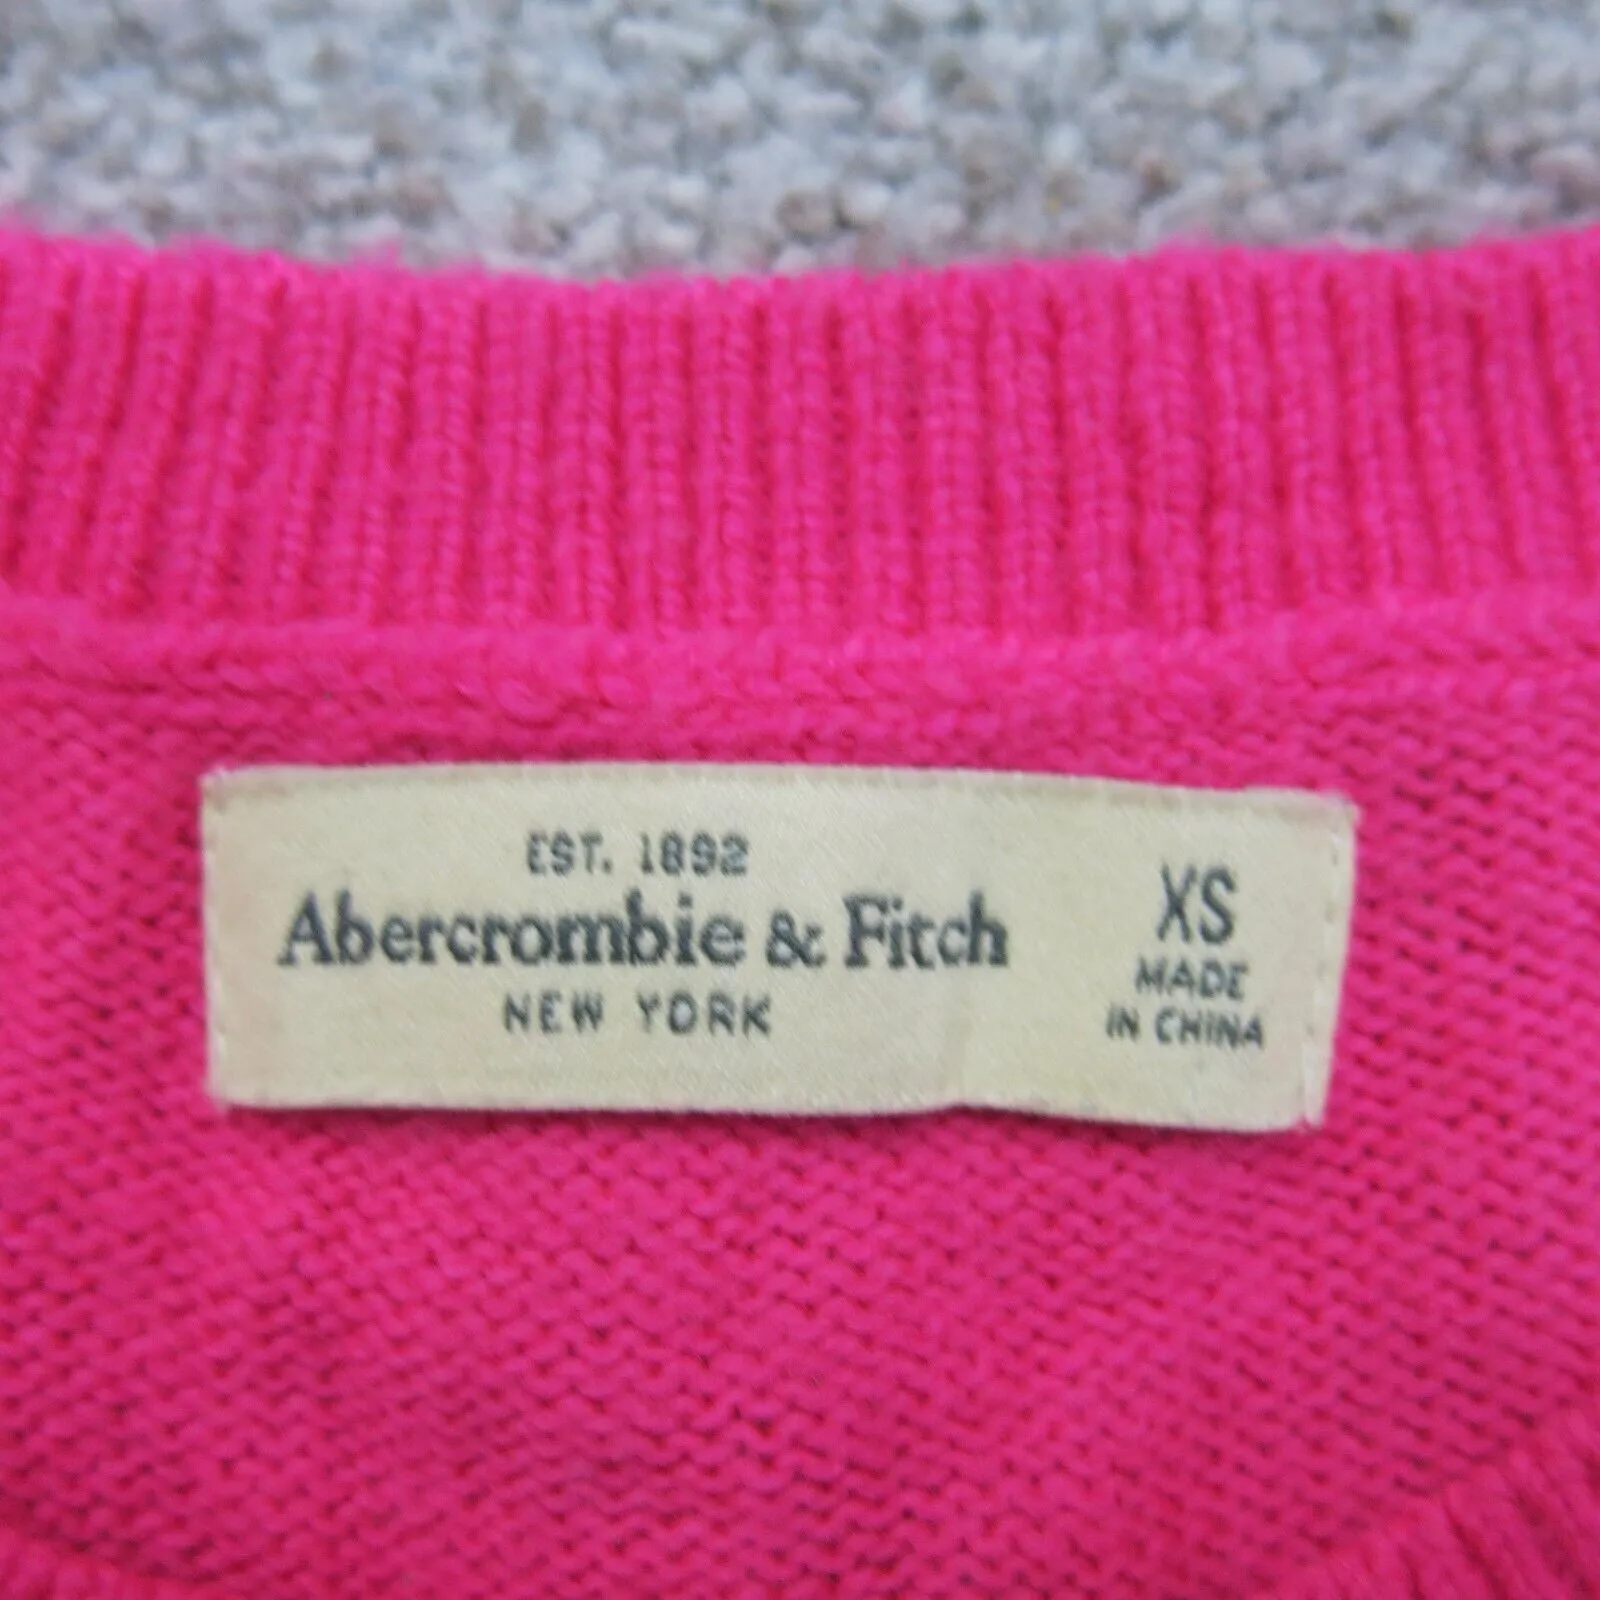 EST. 1892
Abercrombie & Fitch
NEW YORK
XS
MADE
IN CHINA